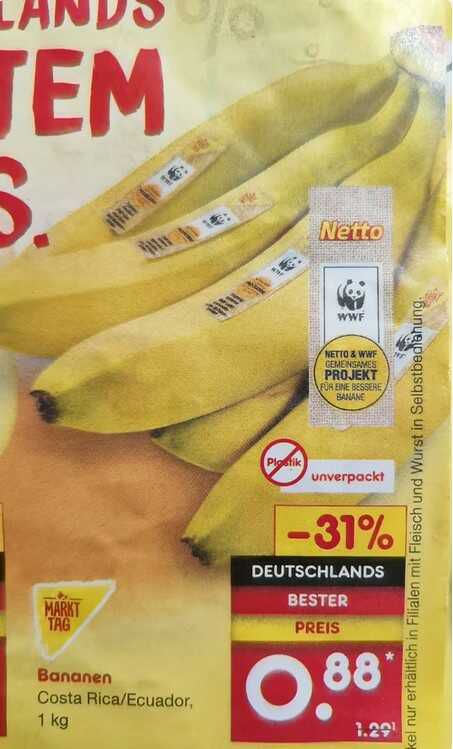 LANDS
TEM
S.
%
Netto
WWF
NETTO & WWF
GEMEINSAMES
PROJEKT
FÜR EINE BESSERE
BANANE
WWF
WWF
Plastik
unverpackt
-31%
DEUTSCHLANDS
BESTER
PREIS
0.88*
1.29¹
MARKT
TAG
Bananen
Costa Rica/Ecuador,
1 kg
kel nur erhältlich in Filialen mit Fleisch und Wurst in Selbstbedienung.